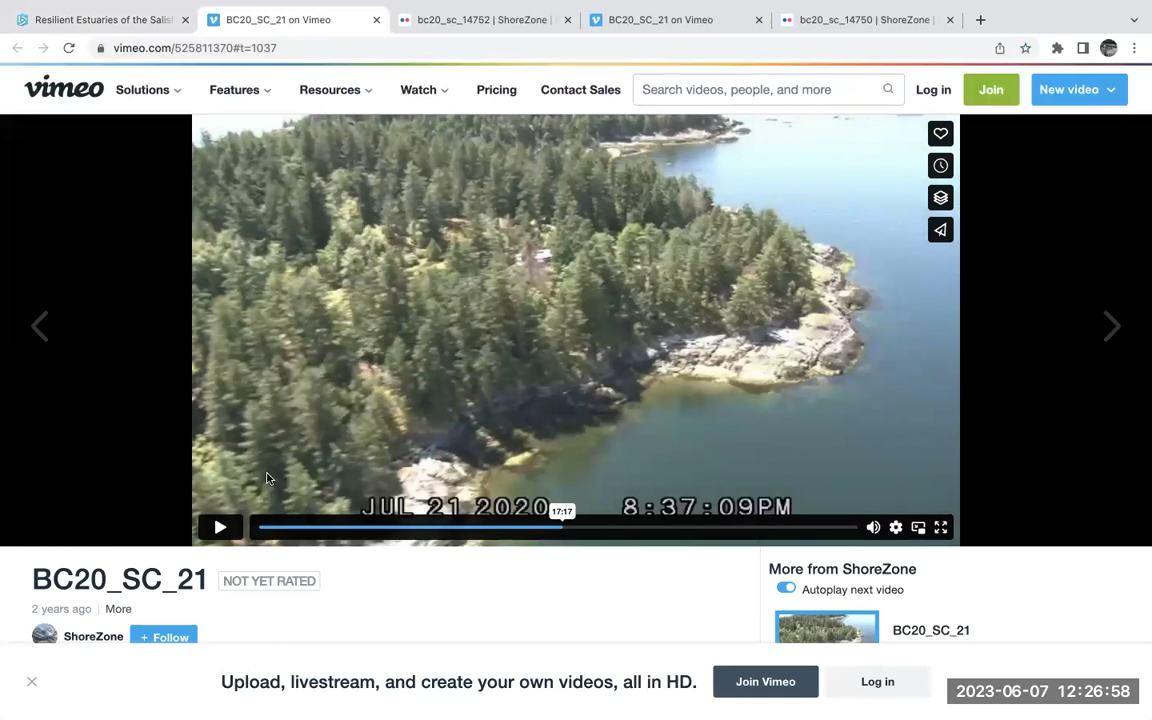 Resilient Estuaries of the Salis
BC20_SC_21 on Vimeo
bc20_sc_14752 | ShoreZone |
BC20_SC_21 on Vimeo
bc20_sc_14750 | ShoreZone |
vimeo.com/525811370#t=1037
vimeo
Solutions
Features
Resources
Watch
Pricing
Contact Sales
Search videos, people, and more
Log in
Join
New video
JUL 21 2020 8:37:09PM
17:17
BC20_SC_21
NOT YET RATED
2 years ago | More
ShoreZone
+ Follow
More from ShoreZone
Autoplay next video
BC20_SC_21
Upload, livestream, and create your own videos, all in HD.
Join Vimeo
Log in
2023-06-07 12:26:58